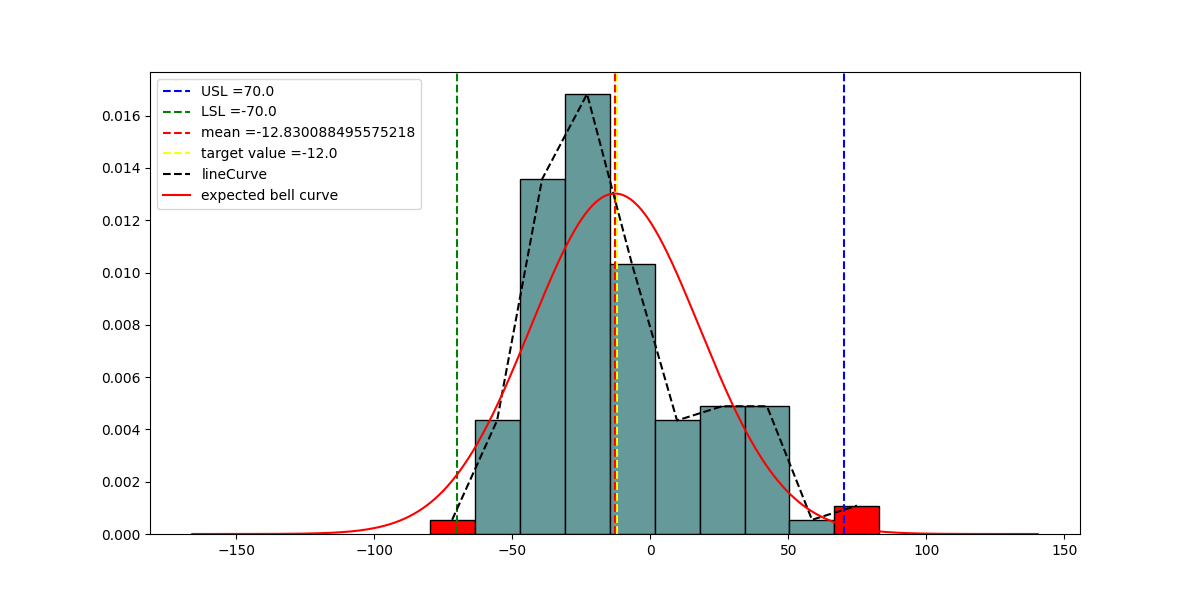 USL =70.0
LSL =-70.0
mean =-12.830088495575218
target value =-12.0
lineCurve
expected bell curve
0.016
0.014
0.012
0.010
0.008
0.006
0.004
0.002
0.000
−150 −100 −50 0 50 100 150